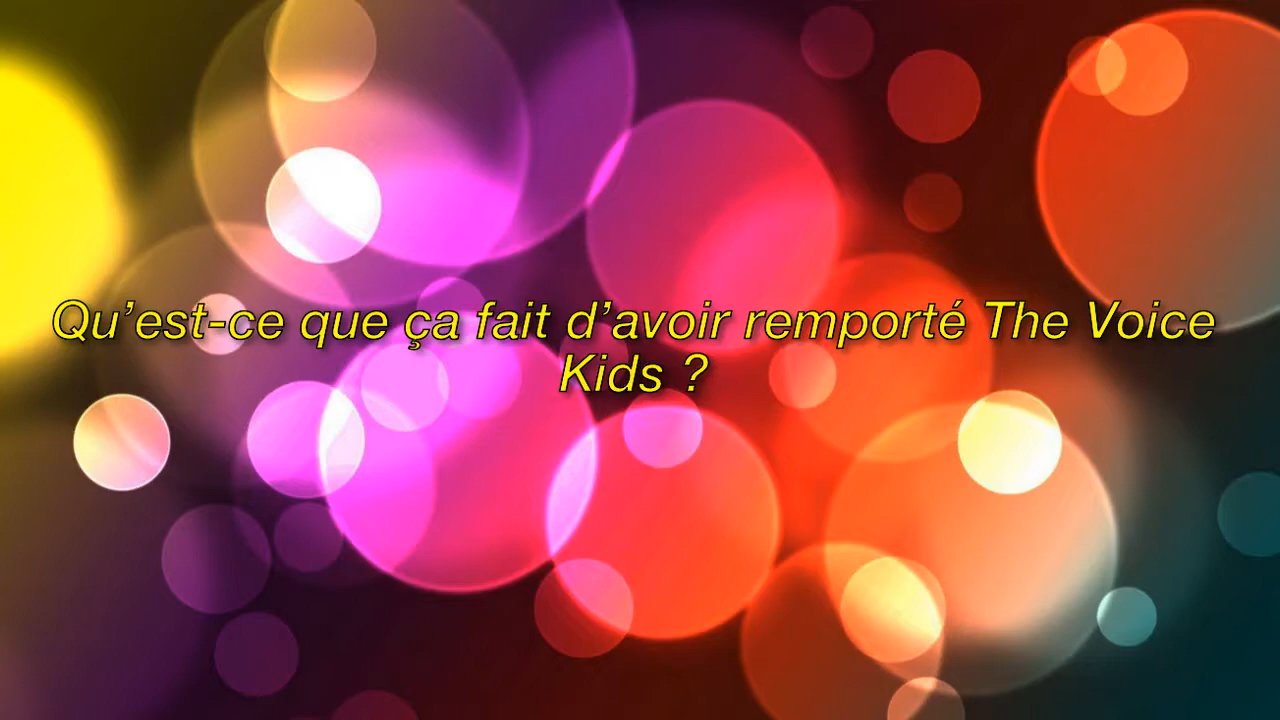 Qu’est-ce que ça fait d’avoir remporté The Voice
Kids ?